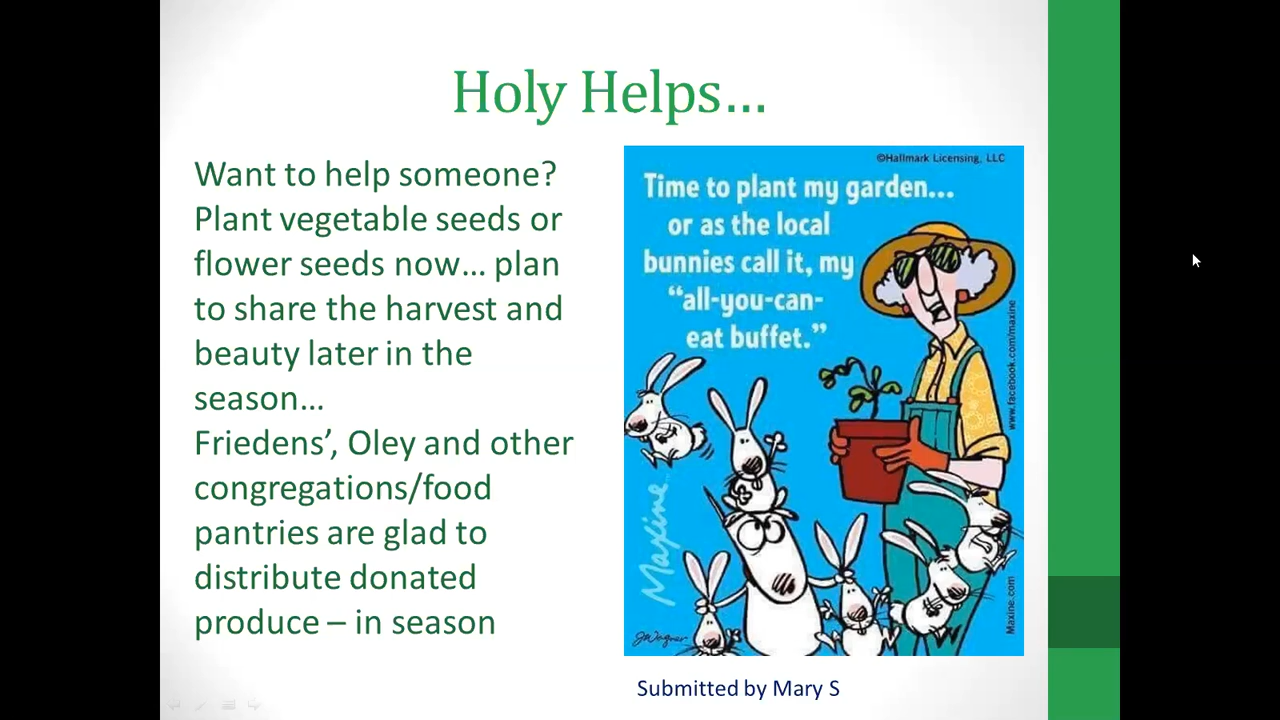 Holy Helps...
Want to help someone?
Plant vegetable seeds or
flower seeds now... plan
to share the harvest and
beauty later in the
season...
Friedens’, Oley and other
congregations/food
pantries are glad to
distribute donated
produce – in season
©Hallmark Licensing, LLC
Time to plant my garden...
or as the local
bunnies call it, my
“all-you-can-
eat buffet.”
www.facebook.com/maxine
Maxine
Maxine.com
JWagner
Submitted by Mary S